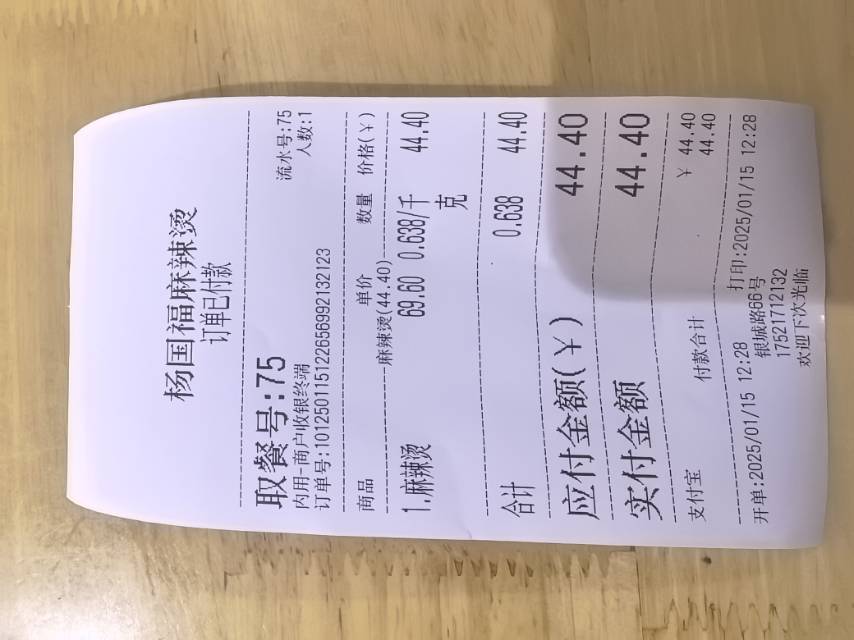 杨国福麻辣烫
订单已付款
流水号:75
取餐号:75
人数:1
内用-商户收银终端
订单号:101250115122656992132123
商品 单价 数量 价格(¥)
麻辣烫(44.40)
1.麻辣烫 69.60 0.638/千克 44.40
合计 0.638 44.40
应付金额(¥) 44.40
实付金额 44.40
支付宝 ¥ 44.40
付款合计 44.40
开单:2025/01/15 12:28 打印:2025/01/15 12:28
银城路66号
17521712132
欢迎下次光临